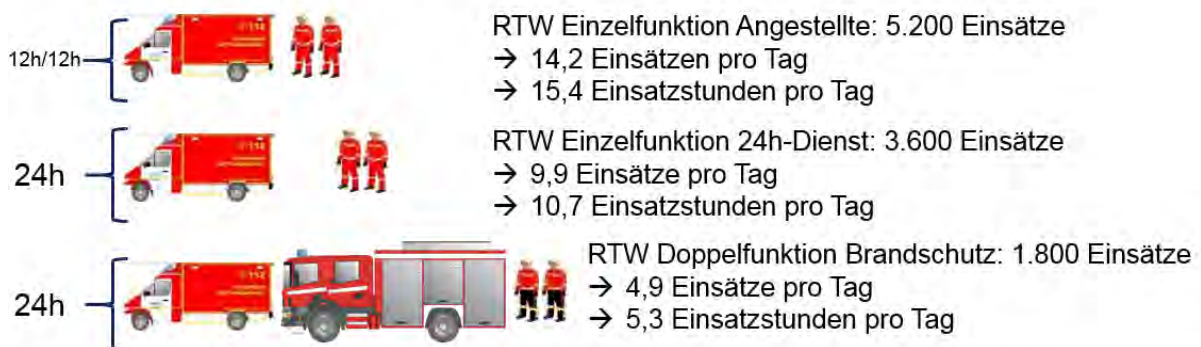 12h/12h
RTW Einzelfunktion Angestellte: 5.200 Einsätze
→ 14,2 Einsätzen pro Tag
→ 15,4 Einsatzstunden pro Tag
24h
RTW Einzelfunktion 24h-Dienst: 3.600 Einsätze
→ 9,9 Einsätze pro Tag
→ 10,7 Einsatzstunden pro Tag
24h
RTW Doppelfunktion Brandschutz: 1.800 Einsätze
→ 4,9 Einsätze pro Tag
→ 5,3 Einsatzstunden pro Tag